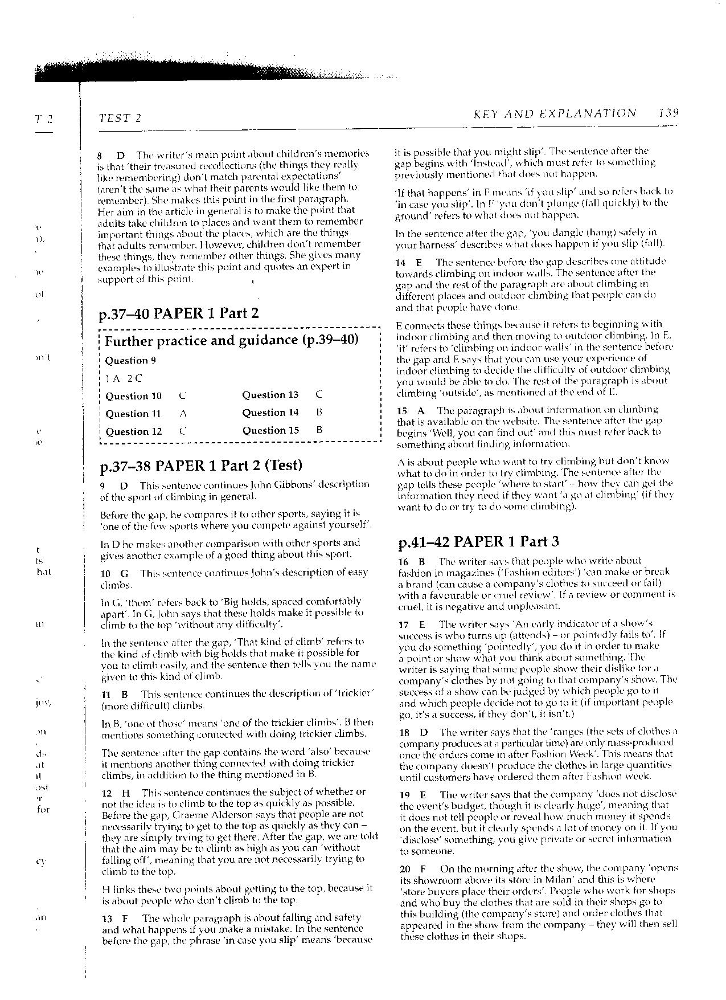 T 2
TEST 2
KEY AND EXPLANATION 139
8 D The writer's main point about children's memories
is that 'their treasured recollections (the things they really
like remembering) don't match parental expectations'
(aren't the same as what their parents would like them to
remember). She makes this point in the first paragraph.
Her aim in the article in general is to make the point that
adults take children to places and want them to remember
important things about the places, which are the things
that adults remember. However, children don't remember
these things, they remember other things. She gives many
examples to illustrate this point and quotes an expert in
support of this point.
p.37–40 PAPER 1 Part 2
Further practice and guidance (p.39–40)
Question 9
1 A 2 C
Question 10 C Question 13 C
Question 11 A Question 14 B
Question 12 C Question 15 B
p.37–38 PAPER 1 Part 2 (Test)
9 D This sentence continues John Gibbons' description
of the sport of climbing in general.
Before the gap, he compares it to other sports, saying it is
'one of the few sports where you compete against yourself'.
In D he makes another comparison with other sports and
gives another example of a good thing about this sport.
10 G This sentence continues John's description of easy
climbs.
In G, 'them' refers back to 'Big holds, spaced comfortably
apart'. In G, John says that these holds make it possible to
climb to the top 'without any difficulty'.
In the sentence after the gap, 'That kind of climb' refers to
the kind of climb with big holds that make it possible for
you to climb easily, and the sentence then tells you the name
given to this kind of climb.
11 B This sentence continues the description of 'trickier'
(more difficult) climbs.
In B, 'one of those' means 'one of the trickier climbs'. B then
mentions something connected with doing trickier climbs.
The sentence after the gap contains the word 'also' because
it mentions another thing connected with doing trickier
climbs, in addition to the thing mentioned in B.
12 H This sentence continues the subject of whether or
not the idea is to climb to the top as quickly as possible.
Before the gap, Graeme Alderson says that people are not
necessarily trying to get to the top as quickly as they can –
they are simply trying to get there. After the gap, we are told
that the aim may be to climb as high as you can 'without
falling off', meaning that you are not necessarily trying to
climb to the top.
H links these two points about getting to the top, because it
is about people who don't climb to the top.
13 F The whole paragraph is about falling and safety
and what happens if you make a mistake. In the sentence
before the gap, the phrase 'in case you slip' means 'because
it is possible that you might slip'. The sentence after the
gap begins with 'Instead', which must refer to something
previously mentioned that does not happen.
'If that happens' in F means 'if you slip' and so refers back to
'in case you slip'. In F 'you don't plunge (fall quickly) to the
ground' refers to what does not happen.
In the sentence after the gap, 'you dangle (hang) safely in
your harness' describes what does happen if you slip (fall).
14 E The sentence before the gap describes one attitude
towards climbing on indoor walls. The sentence after the
gap and the rest of the paragraph are about climbing in
different places and outdoor climbing that people can do
and that people have done.
E connects these things because it refers to beginning with
indoor climbing and then moving to outdoor climbing. In E,
'it' refers to 'climbing on indoor walls' in the sentence before
the gap and E says that you can use your experience of
indoor climbing to decide the difficulty of outdoor climbing
you would be able to do. The rest of the paragraph is about
climbing 'outside', as mentioned at the end of E.
15 A The paragraph is about information on climbing
that is available on the website. The sentence after the gap
begins 'Well, you can find out' and this must refer back to
something about finding information.
A is about people who want to try climbing but don't know
what to do in order to try climbing. The sentence after the
gap tells these people 'where to start' – how they can get the
information they need if they want 'a go at climbing' (if they
want to do or try to do some climbing).
p.41–42 PAPER 1 Part 3
16 B The writer says that people who write about
fashion in magazines ('Fashion editors') 'can make or break
a brand (can cause a company's clothes to succeed or fail)
with a favourable or cruel review'. If a review or comment is
cruel, it is negative and unpleasant.
17 E The writer says 'An early indicator of a show's
success is who turns up (attends) – or pointedly fails to'. If
you do something 'pointedly', you do it in order to make
a point or show what you think about something. The
writer is saying that some people show their dislike for a
company's clothes by not going to that company's show. The
success of a show can be judged by which people go to it
and which people decide not to go to it (if important people
go, it's a success, if they don't, it isn't.)
18 D The writer says that the 'ranges (the sets of clothes a
company produces at a particular time) are only mass-produced
once the orders come in after Fashion Week'. This means that
the company doesn't produce the clothes in large quantities
until customers have ordered them after Fashion week.
19 E The writer says that the company 'does not disclose
the event's budget, though it is clearly huge', meaning that
it does not tell people or reveal how much money it spends
on the event, but it clearly spends a lot of money on it. If you
'disclose' something, you give private or secret information
to someone.
20 F On the morning after the show, the company 'opens
its showroom above its store in Milan' and this is where
'store buyers place their orders'. People who work for shops
and who buy the clothes that are sold in their shops go to
this building (the company's store) and order clothes that
appeared in the show from the company – they will then sell
these clothes in their shops.